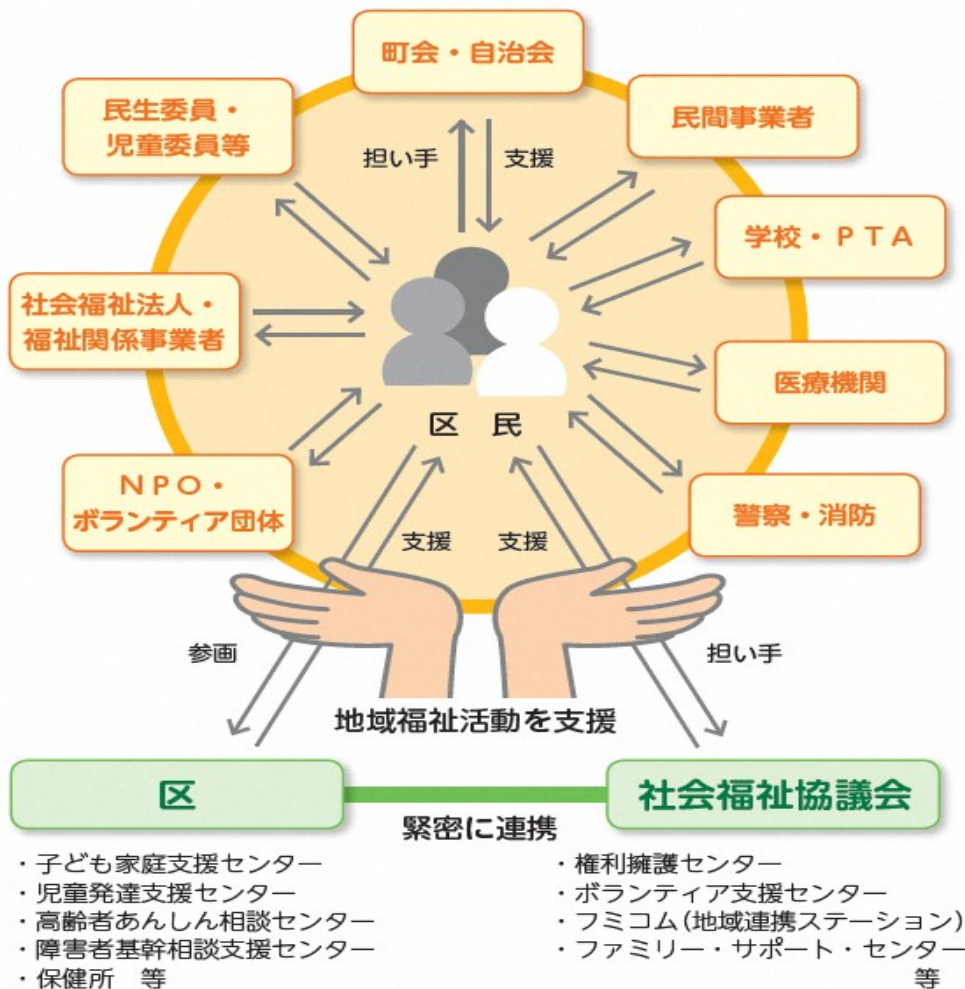 町会・自治会
民生委員・
児童委員等
民間事業者
担い手
支援
学校・ＰＴＡ
社会福祉法人・
福祉関係事業者
医療機関
区 民
ＮＰＯ・
ボランティア団体
警察・消防
支援
支援
参画
担い手
地域福祉活動を支援
区
社会福祉協議会
緊密に連携
・子ども家庭支援センター
・児童発達支援センター
・高齢者あんしん相談センター
・障害者基幹相談支援センター
・保健所　等
・権利擁護センター
・ボランティア支援センター
・フミコム(地域連携ステーション)
・ファミリー・サポート・センター
等